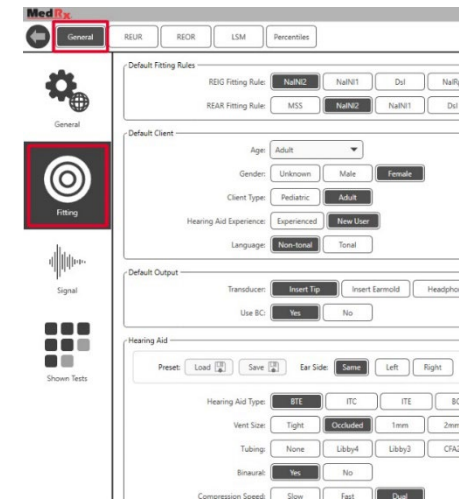 MedRx
General REUR REOR LSM Percentiles
Default Fitting Rules
REIG Fitting Rule: NalNl2 NalNl1 Dsl
REAR Fitting Rule: MSS NalNl2 NalNl1 Dsl
General
Default Client
Age: Adult
Gender: Unknown Male Female
Client Type: Pediatric Adult
Fitting
Hearing Aid Experience: Experienced New User
Language: Non-tonal Tonal
Default Output
Signal
Transducer: Insert Tip Insert Earmold
Use BC: Yes No
Hearing Aid
Preset: Load Save Ear Side: Same Left Right
Shown Tests
Hearing Aid Type: BTE ITC ITE
Vent Size: Tight Occluded 1mm 2mm
Tubing: None Libby4 Libby3 CFA2
Binaural: Yes No
Compression Speed: Slow Fast Dual